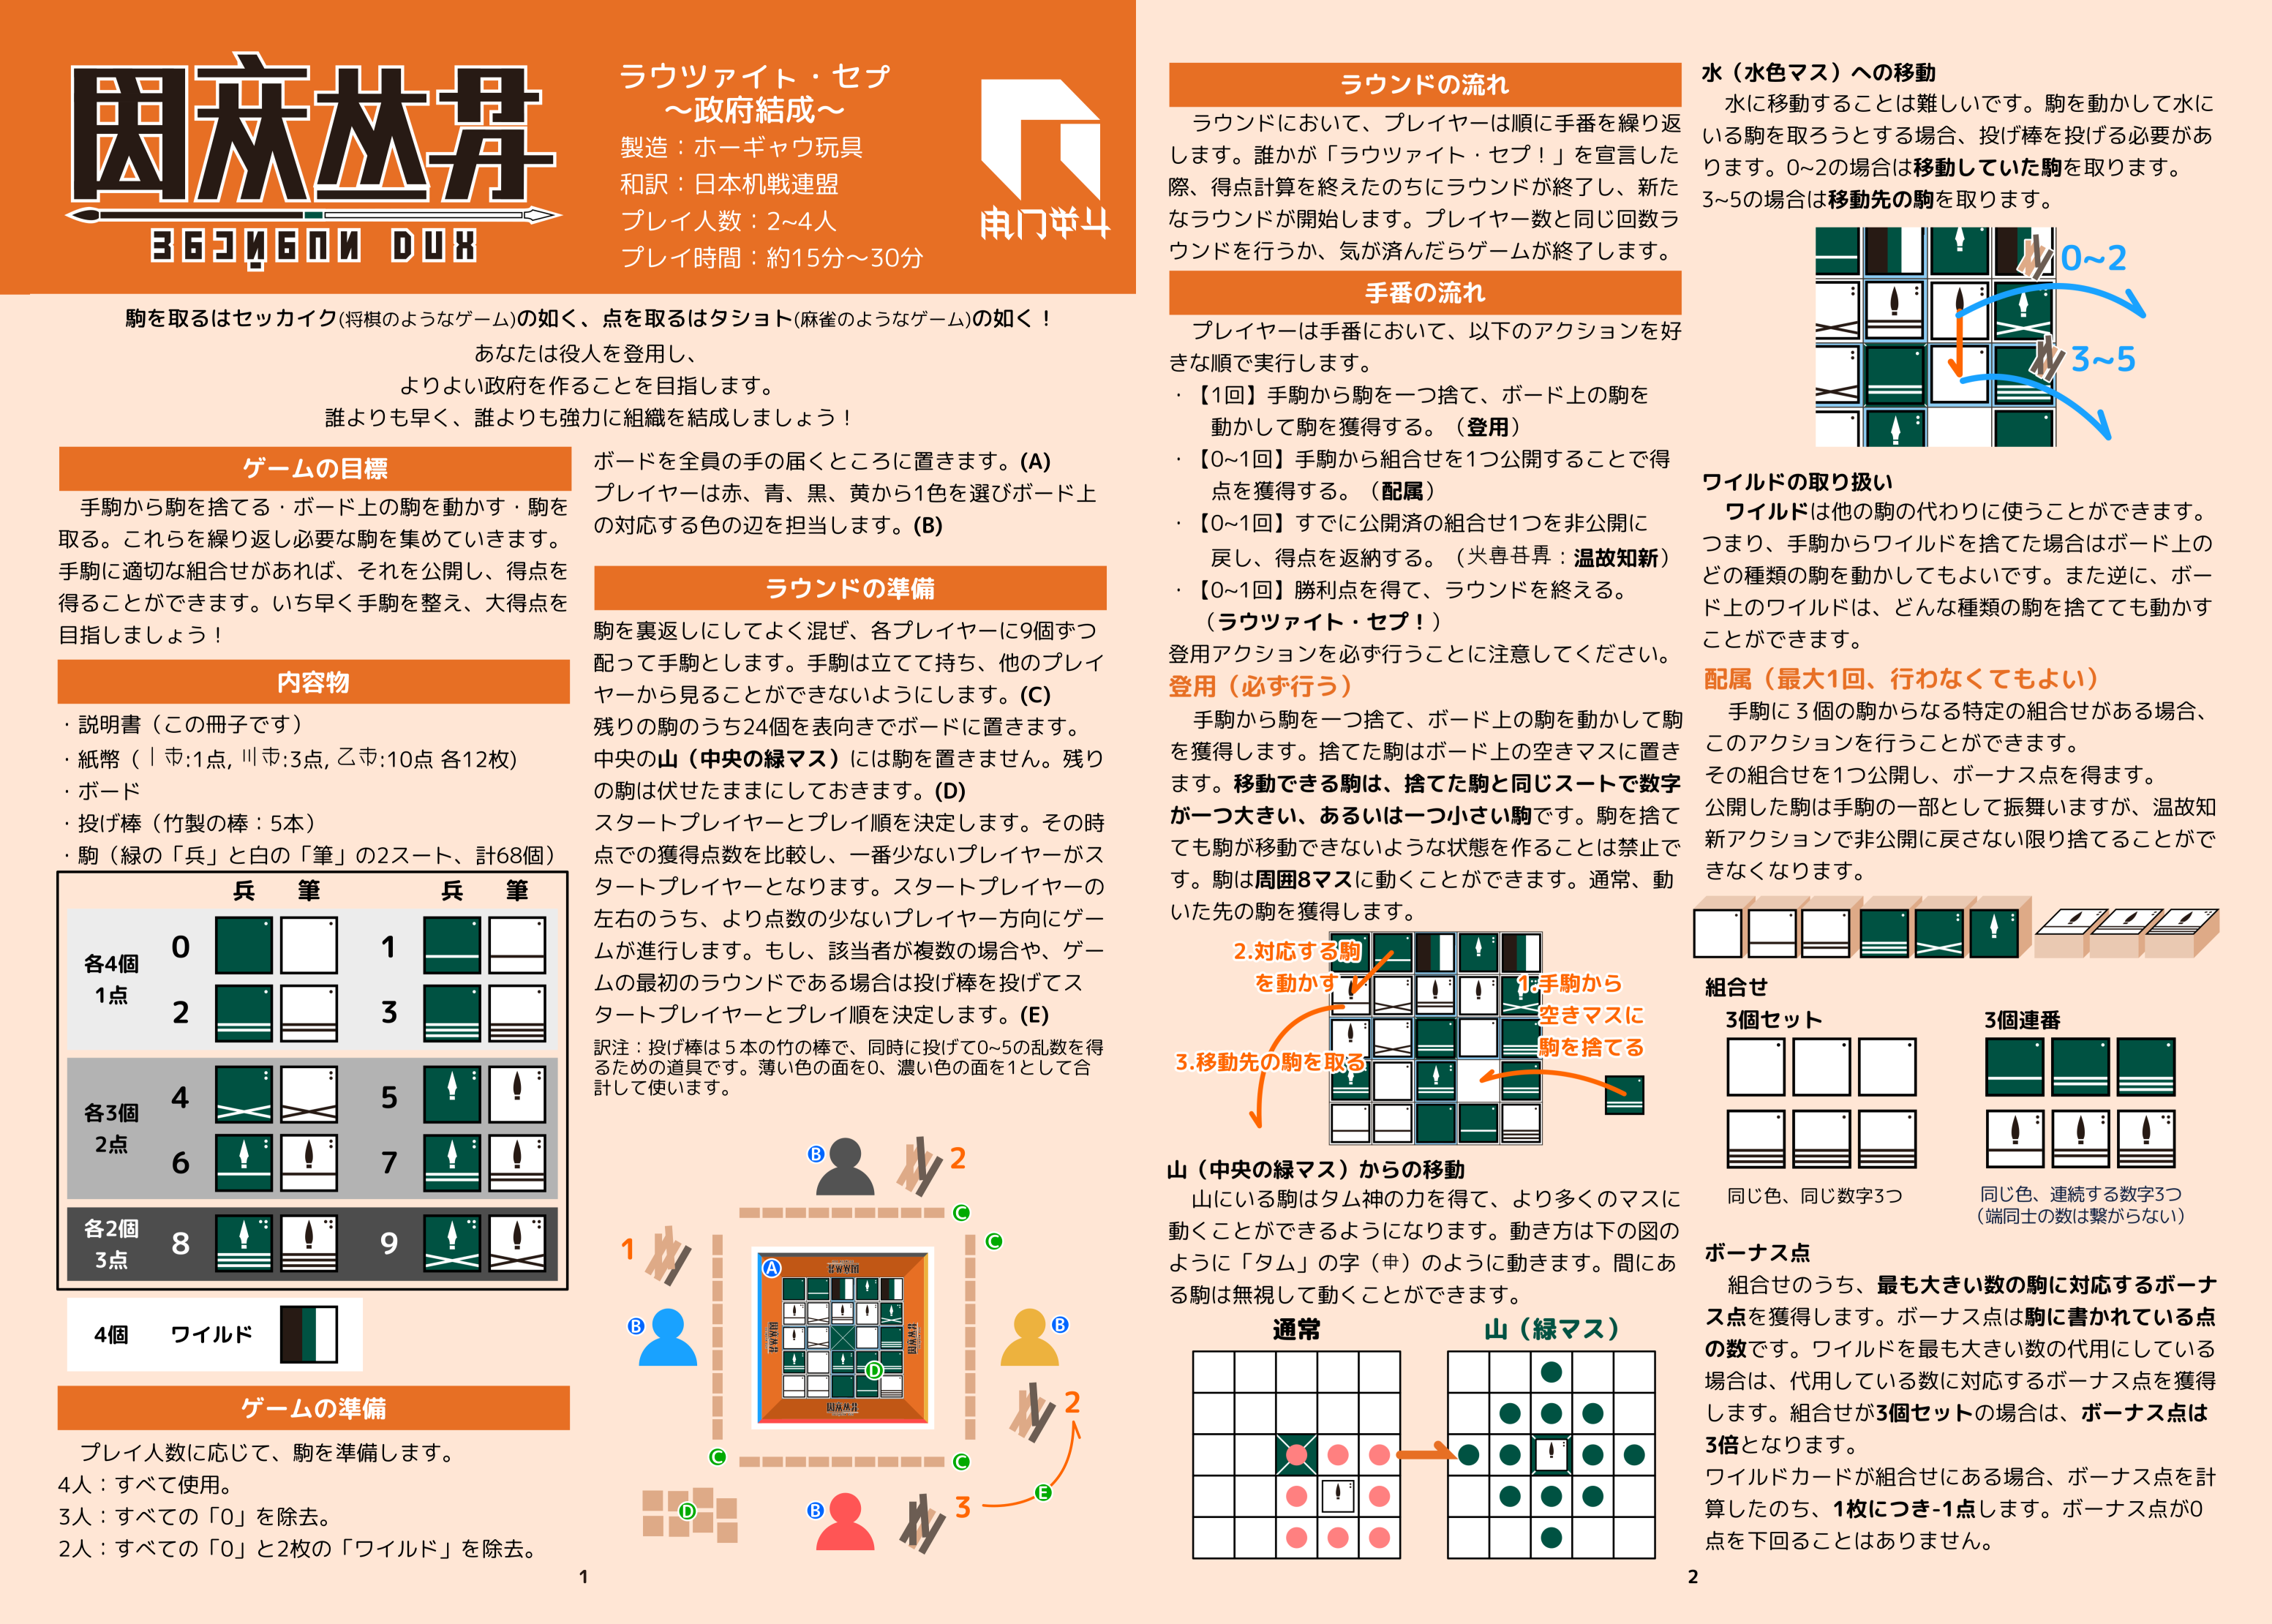 ラウツァイト・セプ
～政府結成～
製造：ホーギャウ玩具
和訳：日本机戦連盟
プレイ人数：2~4人
プレイ時間：約15分～30分
駒を取るはセッカイク(将棋のようなゲーム)の如く、点を取るはタショト(麻雀のようなゲーム)の如く！
あなたは役人を登用し、
よりよい政府を作ることを目指します。
誰よりも早く、誰よりも強力に組織を結成しましょう！
ゲームの目標
手駒から駒を捨てる・ボード上の駒を動かす・駒を
取る。これらを繰り返し必要な駒を集めていきます。
手駒に適切な組合せがあれば、それを公開し、得点を
得ることができます。いち早く手駒を整え、大得点を
目指しましょう！
内容物
・説明書（この冊子です）
・紙幣（:1点, :3点, :10点 各12枚）
・ボード
・投げ棒（竹製の棒：5本）
・駒（緑の「兵」と白の「筆」の2スート、計68個）
兵 筆 兵 筆
各4個
1点
0 1
2 3
各3個
2点
4 5
6 7
各2個
3点
8 9
4個 ワイルド
ゲームの準備
プレイ人数に応じて、駒を準備します。
4人：すべて使用。
3人：すべての「0」を除去。
2人：すべての「0」と2枚の「ワイルド」を除去。
ボードを全員の手の届くところに置きます。(A)
プレイヤーは赤、青、黒、黄から1色を選びボード上
の対応する色の辺を担当します。(B)
ラウンドの準備
駒を裏返しにしてよく混ぜ、各プレイヤーに9個ずつ
配って手駒とします。手駒は立てて持ち、他のプレイ
ヤーから見ることができないようにします。(C)
残りの駒のうち24個を表向きでボードに置きます。
中央の山（中央の緑マス）には駒を置きません。残り
の駒は伏せたままにしておきます。(D)
スタートプレイヤーとプレイ順を決定します。その時
点での獲得点数を比較し、一番少ないプレイヤーがス
タートプレイヤーとなります。スタートプレイヤーの
左右のうち、より点数の少ないプレイヤー方向にゲー
ムが進行します。もし、該当者が複数の場合や、ゲー
ムの最初のラウンドである場合は投げ棒を投げてス
タートプレイヤーとプレイ順を決定します。(E)
訳注：投げ棒は５本の竹の棒で、同時に投げて0~5の乱数を得
るための道具です。薄い色の面を0、濃い色の面を1として合
計して使います。
B 2
C
1 C
A
B B
D
2
C C
D B 3 E
1
ラウンドの流れ
ラウンドにおいて、プレイヤーは順に手番を繰り返
します。誰かが「ラウツァイト・セプ！」を宣言した
際、得点計算を終えたのちにラウンドが終了し、新た
なラウンドが開始します。プレイヤー数と同じ回数ラ
ウンドを行うか、気が済んだらゲームが終了します。
手番の流れ
プレイヤーは手番において、以下のアクションを好
きな順で実行します。
・【1回】手駒から駒を一つ捨て、ボード上の駒を
動かして駒を獲得する。（登用）
・【0~1回】手駒から組合せを1つ公開することで得
点を獲得する。（配属）
・【0~1回】すでに公開済の組合せ1つを非公開に
戻し、得点を返納する。（：温故知新）
・【0~1回】勝利点を得て、ラウンドを終える。
（ラウツァイト・セプ！）
登用アクションを必ず行うことに注意してください。
登用（必ず行う）
手駒から駒を一つ捨て、ボード上の駒を動かして駒
を獲得します。捨てた駒はボード上の空きマスに置き
ます。移動できる駒は、捨てた駒と同じスートで数字
が一つ大きい、あるいは一つ小さい駒です。駒を捨て
ても駒が移動できないような状態を作ることは禁止で
す。駒は周囲8マスに動くことができます。通常、動
いた先の駒を獲得します。
2.対応する駒
を動かす
1.手駒から
空きマスに
駒を捨てる
3.移動先の駒を取る
山（中央の緑マス）からの移動
山にいる駒はタム神の力を得て、より多くのマスに
動くことができるようになります。動き方は下の図の
ように「タム」の字（）のように動きます。間にあ
る駒は無視して動くことができます。
通常 山（緑マス）
水（水色マス）への移動
水に移動することは難しいです。駒を動かして水に
いる駒を取ろうとする場合、投げ棒を投げる必要があ
ります。0~2の場合は移動していた駒を取ります。
3~5の場合は移動先の駒を取ります。
0~2
3~5
ワイルドの取り扱い
ワイルドは他の駒の代わりに使うことができます。
つまり、手駒からワイルドを捨てた場合はボード上の
どの種類の駒を動かしてもよいです。また逆に、ボー
ド上のワイルドは、どんな種類の駒を捨てても動かす
ことができます。
配属（最大1回、行わなくてもよい）
手駒に３個の駒からなる特定の組合せがある場合、
このアクションを行うことができます。
その組合せを1つ公開し、ボーナス点を得ます。
公開した駒は手駒の一部として振舞いますが、温故知
新アクションで非公開に戻さない限り捨てることがで
きなくなります。
組合せ
3個セット 3個連番
同じ色、同じ数字3つ
同じ色、連続する数字3つ
（端同士の数は繋がらない）
ボーナス点
組合せのうち、最も大きい数の駒に対応するボーナ
ス点を獲得します。ボーナス点は駒に書かれている点
の数です。ワイルドを最も大きい数の代用にしている
場合は、代用している数に対応するボーナス点を獲得
します。組合せが3個セットの場合は、ボーナス点は
3倍となります。
ワイルドカードが組合せにある場合、ボーナス点を計
算したのち、1枚につき-1点します。ボーナス点が0
点を下回ることはありません。
2